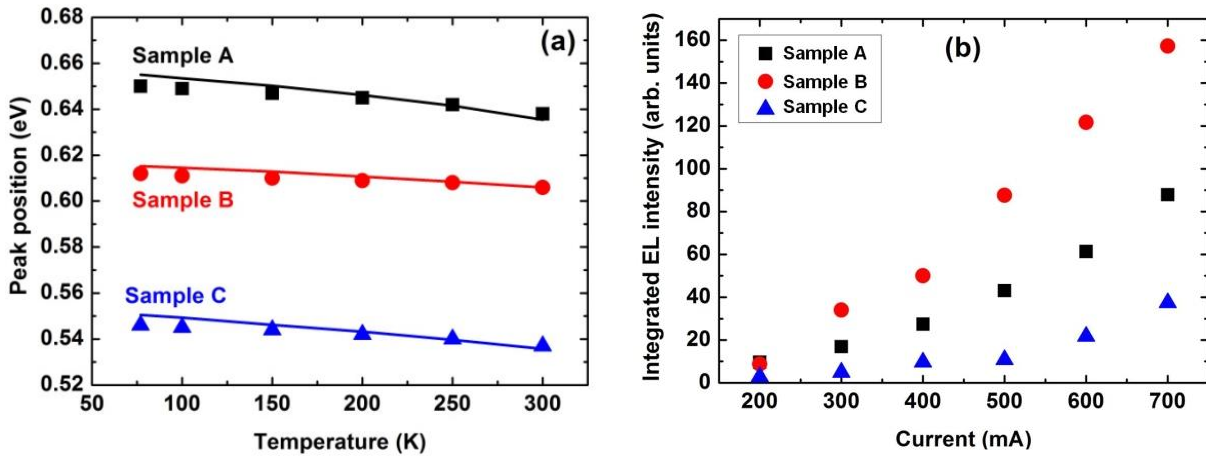 (a)
Sample A
Sample B
Sample C
0.68
0.66
0.64
0.62
0.60
0.58
0.56
0.54
0.52
Peak position (eV)
50
100
150
200
250
300
Temperature (K)
(b)
Sample A
Sample B
Sample C
160
140
120
100
80
60
40
20
0
Integrated EL intensity (arb. units)
200
300
400
500
600
700
Current (mA)